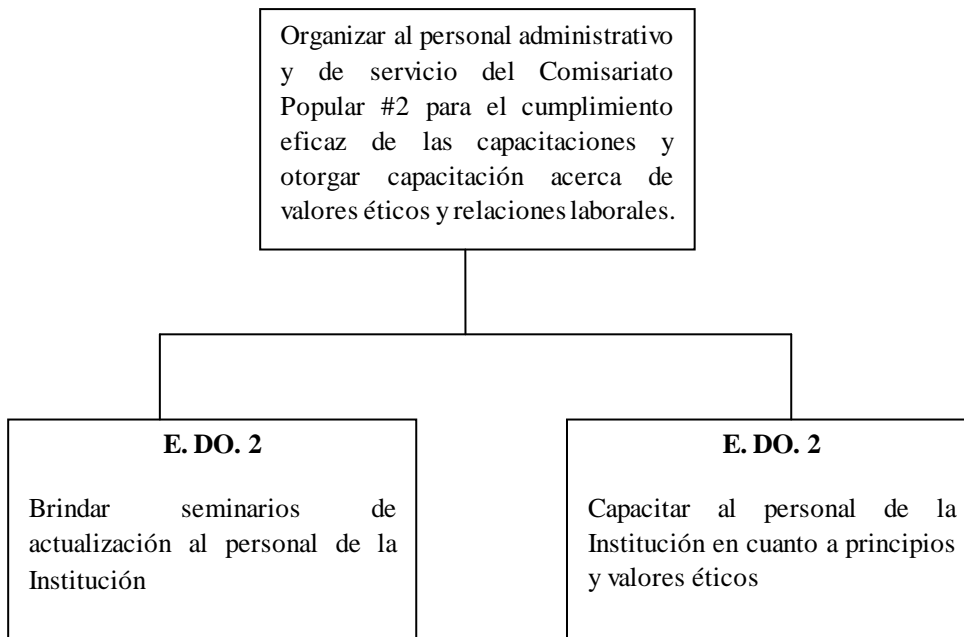 Organizar al personal administrativo
y de servicio del Comisariato
Popular #2 para el cumplimiento
eficaz de las capacitaciones y
otorgar capacitación acerca de
valores éticos y relaciones laborales.
E. DO. 2
Brindar seminarios de
actualización al personal de la
Institución
E. DO. 2
Capacitar al personal de la
Institución en cuanto a principios
y valores éticos